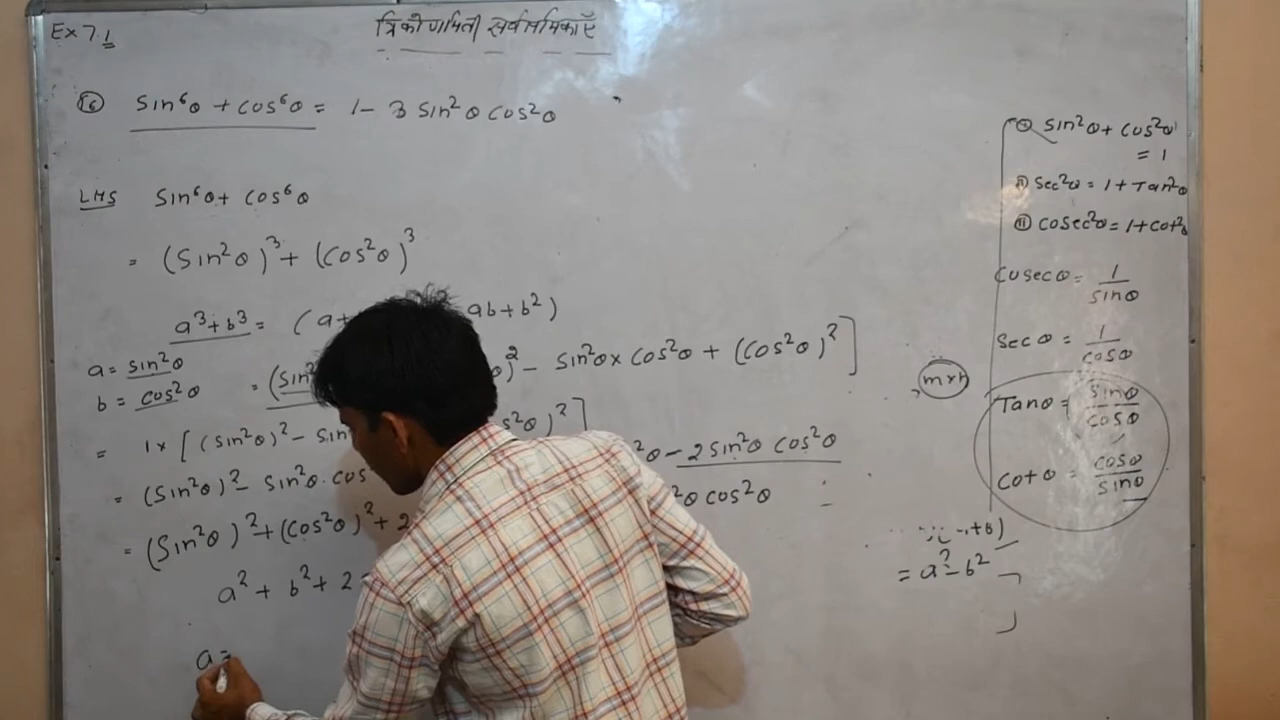 Ex 7.1
त्रिकोणमिती सर्वसमिकाएँ
(16) sin⁶θ + cos⁶θ = 1 - 3 sin²θ cos²θ
LHS sin⁶θ + cos⁶θ
= (sin²θ)³ + (cos²θ)³
a³+b³ = (a+ ab+b²)
a = sin²θ
b = cos²θ
= (sin² θ)² - sin²θ x cos²θ + (cos²θ)²]
= 1x [(sin²θ)² - sin s²θ)²]
= (sin²θ)² - sin²θ. cos ²θ - 2 sin²θ cos²θ
= (sin²θ)² + (cos²θ)² + 2 ²θ cos²θ
a² + b² + 2
a =
(i) sin²θ + cos²θ
= 1
(ii) sec²θ = 1 + Tan²θ
(iii) cosec²θ = 1 + cot²θ
cosecθ = 1/sinθ
secθ = 1/cosθ
Tanθ = sinθ/cosθ
cotθ = cosθ/sinθ
+b)
= a² - b²